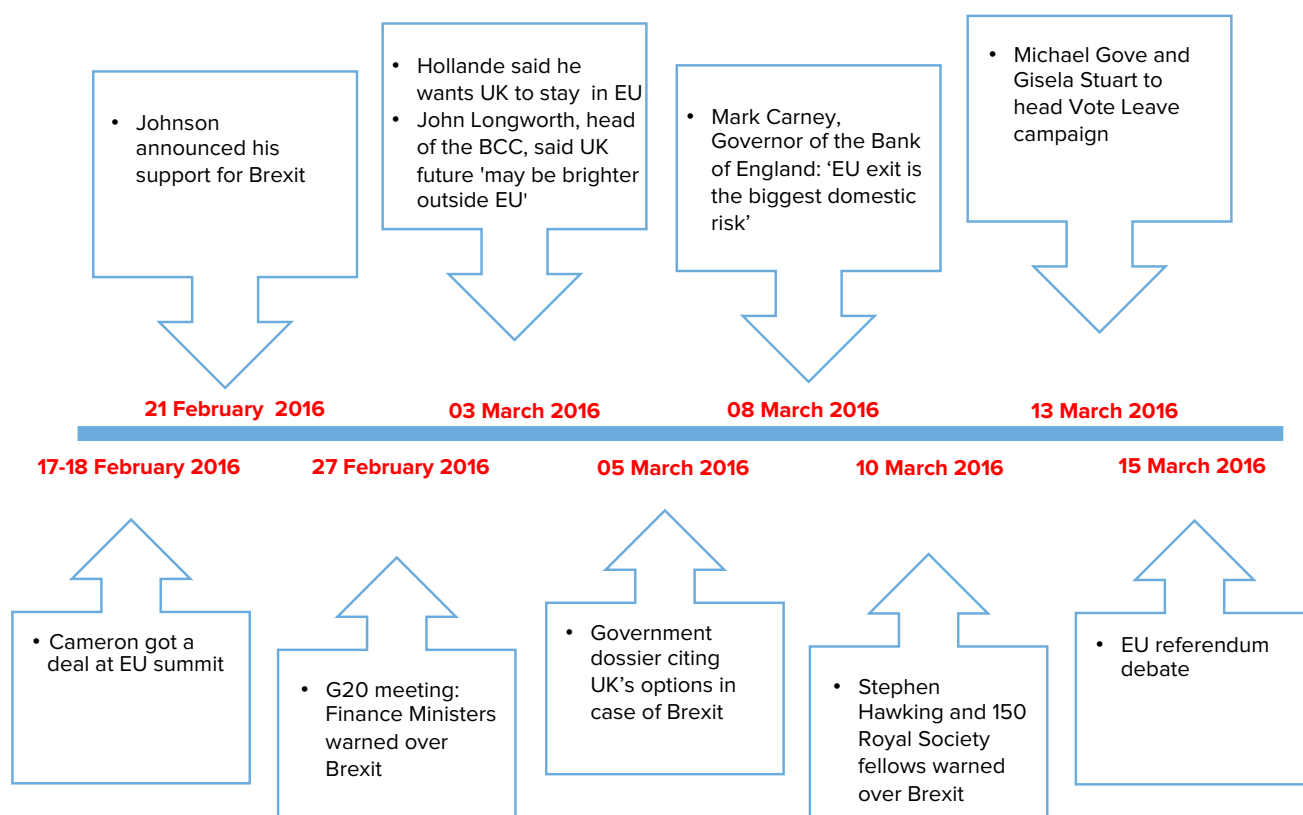 • Johnson
announced his
support for Brexit
• Hollande said he
wants UK to stay in EU
• John Longworth, head
of the BCC, said UK
future 'may be brighter
outside EU'
• Mark Carney,
Governor of the Bank
of England: ‘EU exit is
the biggest domestic
risk’
• Michael Gove and
Gisela Stuart to
head Vote Leave
campaign
21 February 2016
03 March 2016
08 March 2016
13 March 2016
17-18 February 2016
27 February 2016
05 March 2016
10 March 2016
15 March 2016
• Cameron got a
deal at EU summit
• G20 meeting:
Finance Ministers
warned over
Brexit
• Government
dossier citing
UK’s options in
case of Brexit
• Stephen
Hawking and 150
Royal Society
fellows warned
over Brexit
• EU referendum
debate